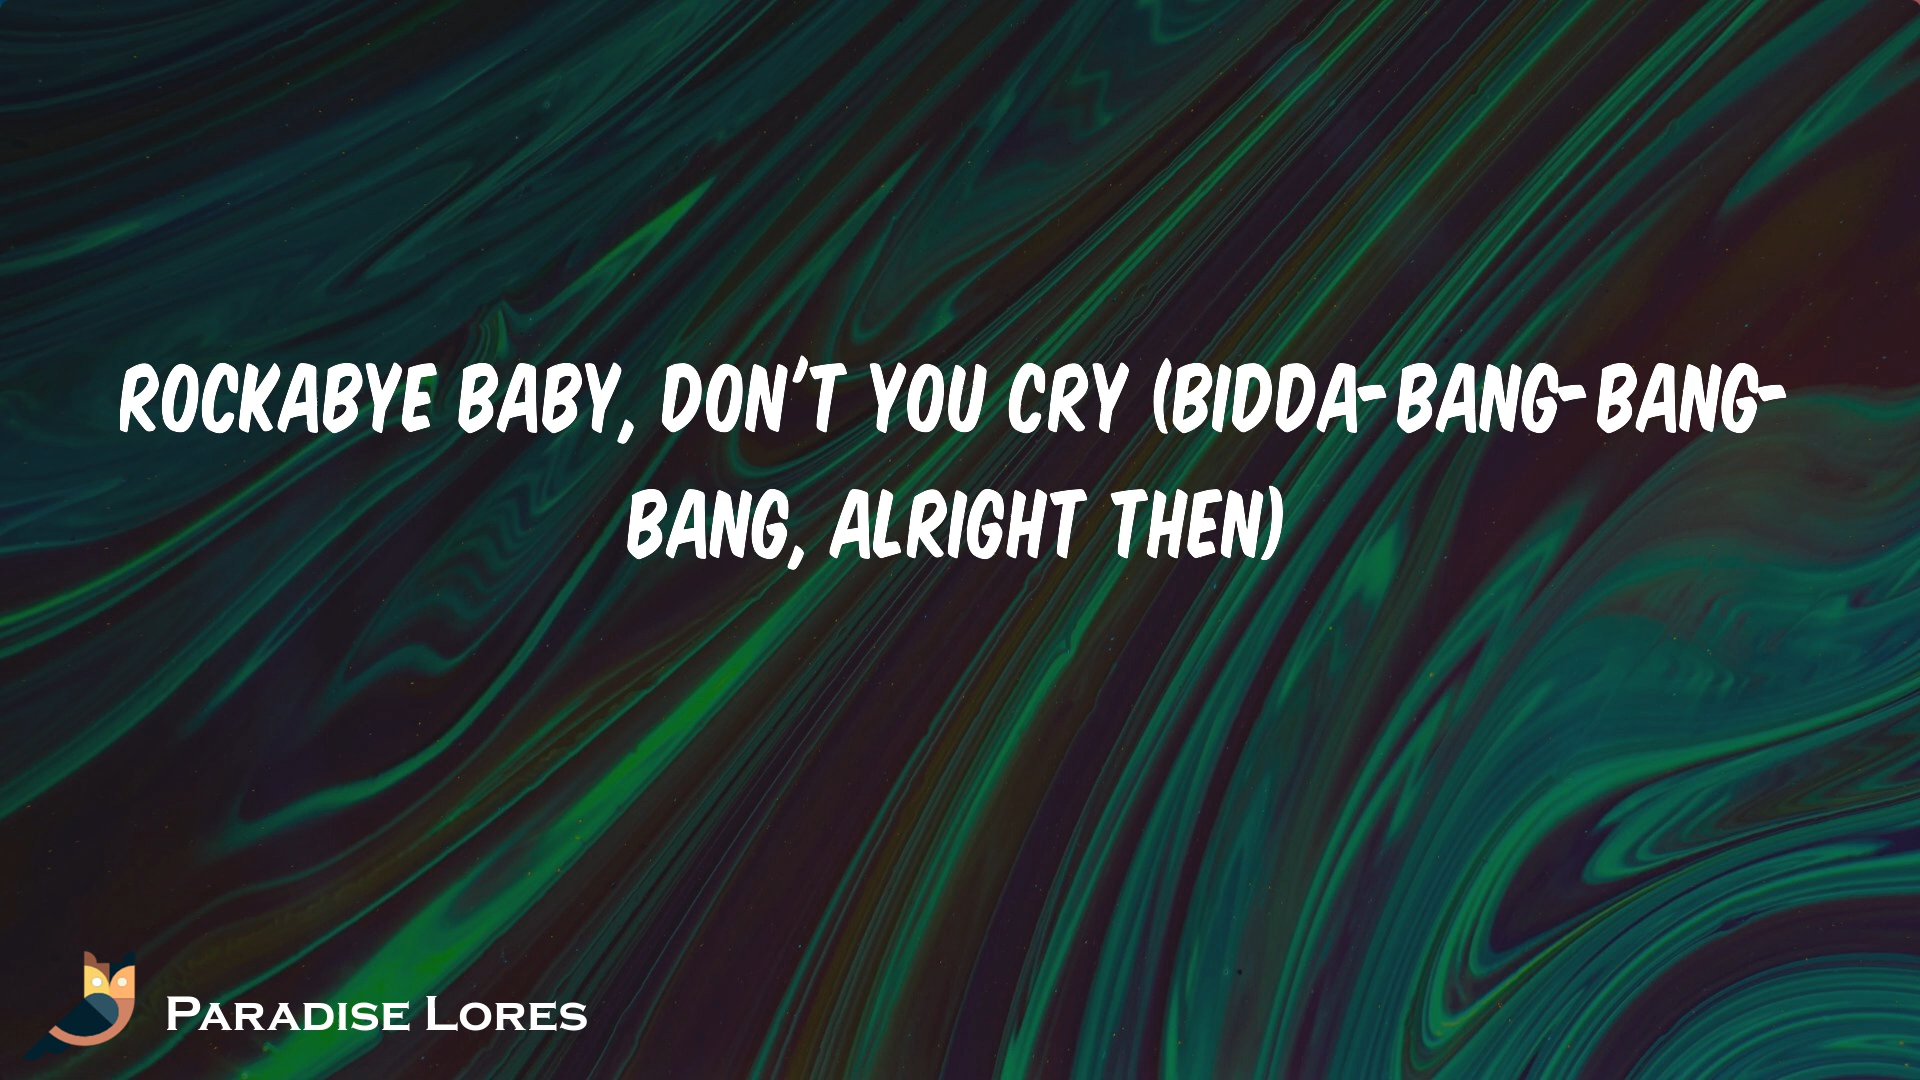 ROCKABYE BABY, DON'T YOU CRY (BIDDA-BANG-BANG-
BANG, ALRIGHT THEN)
PARADISE LORES